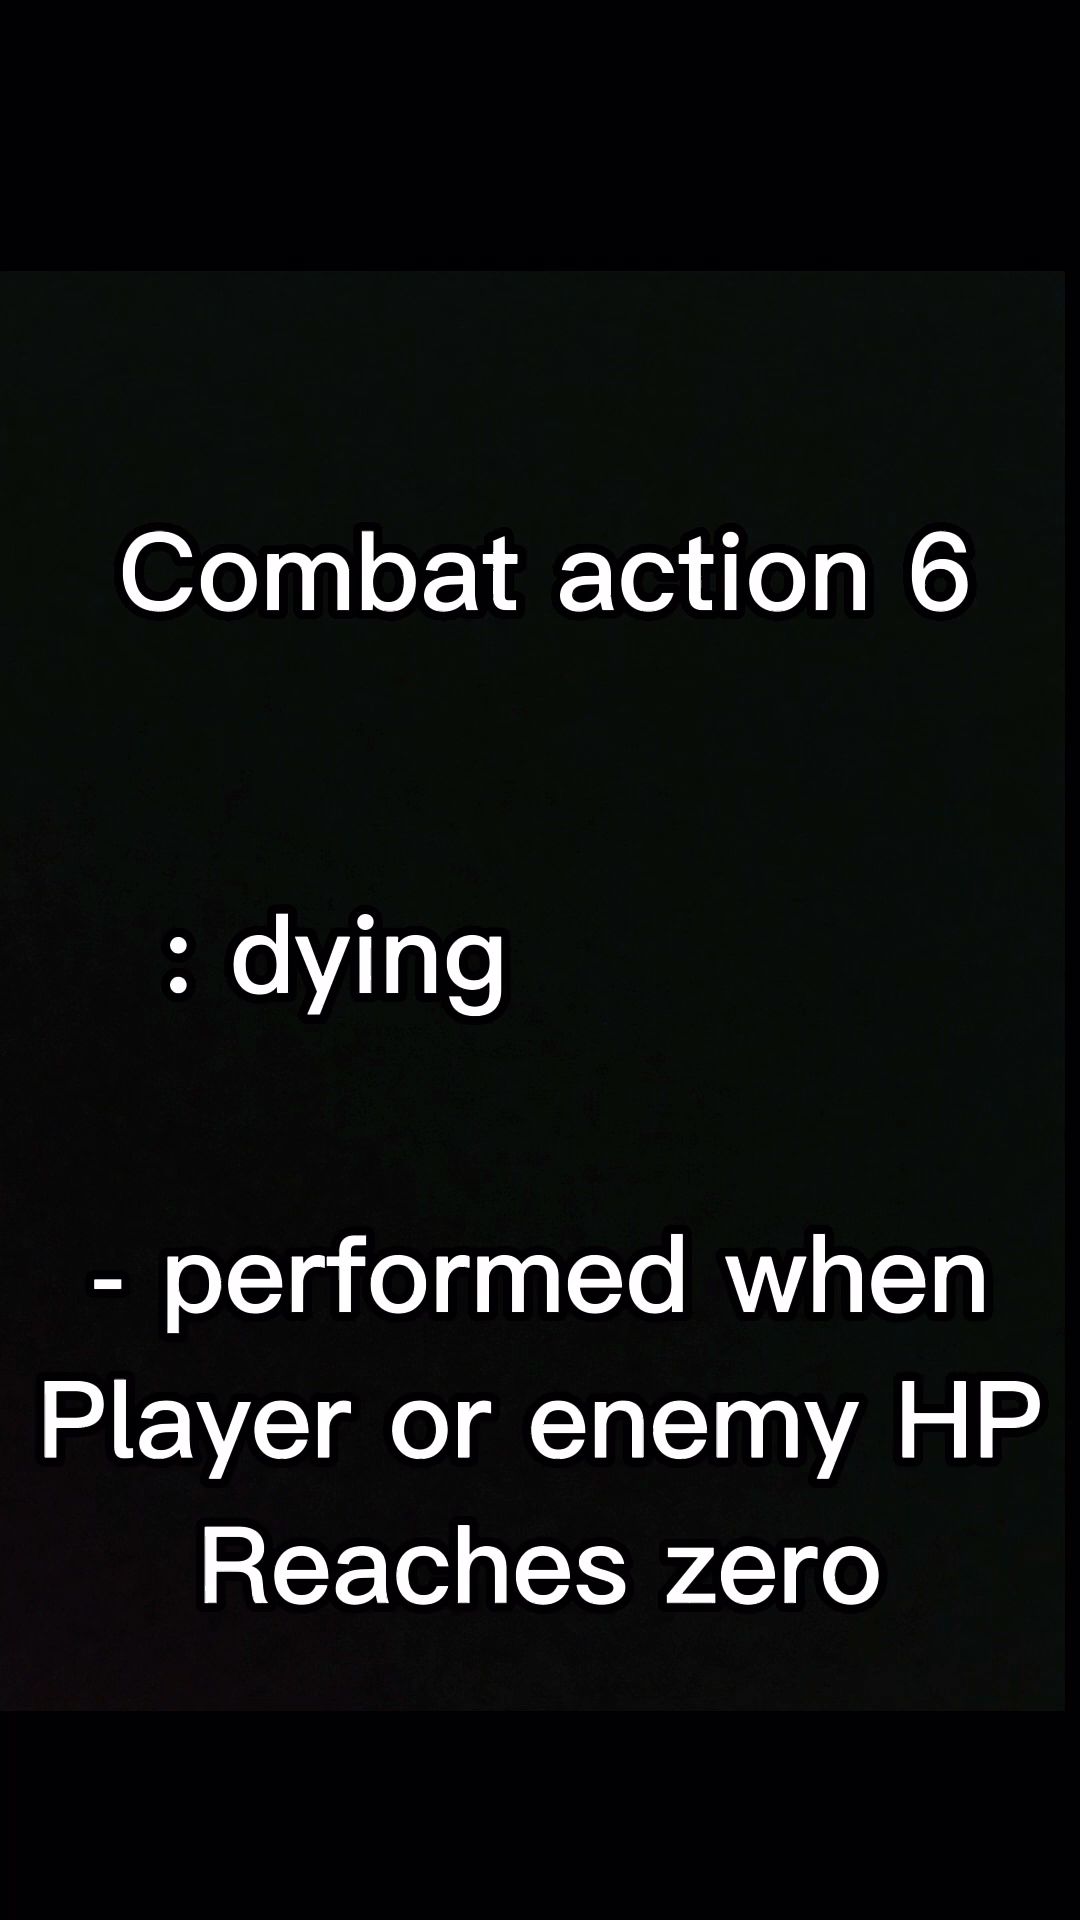 Combat action 6
: dying
- performed when
Player or enemy HP
Reaches zero